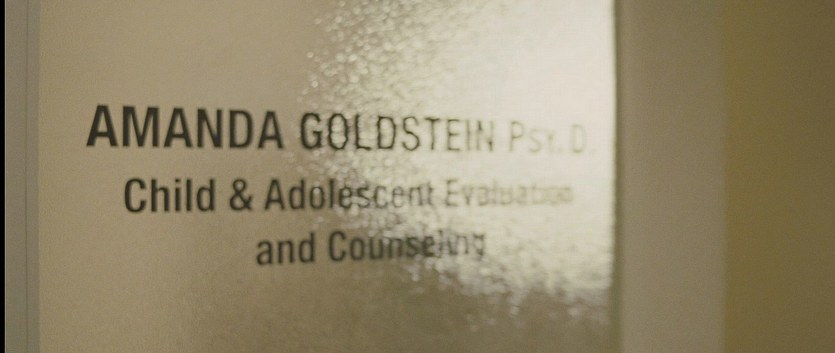 AMANDA GOLDSTEIN Psy.D.
Child & Adolescent Evaluation
and Counseling